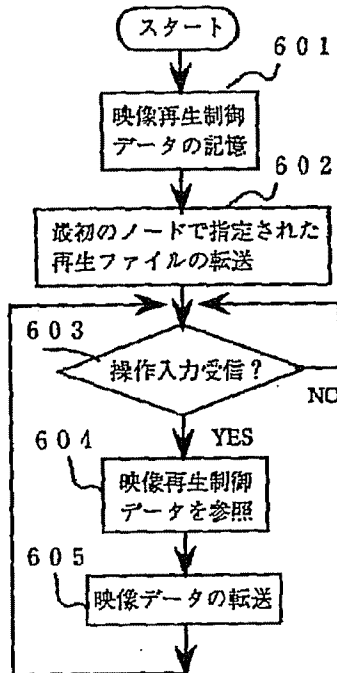 スタート
601
映像再生制御
データの記憶
602
最初のノードで指定された
再生ファイルの転送
603
操作入力受信?
NO
YES
604
映像再生制御
データを参照
605
映像データの転送